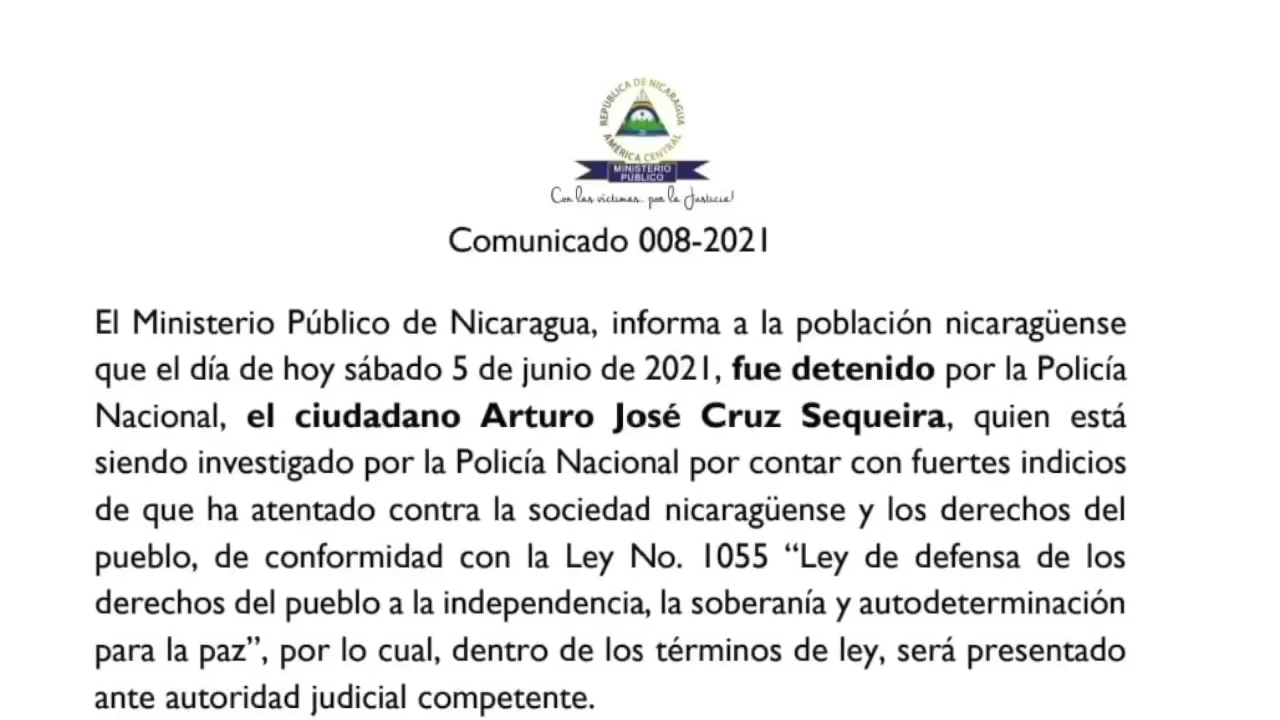 REPÚBLICA DE NICARAGUA
AMÉRICA CENTRAL
MINISTERIO
PÚBLICO
Con las víctimas, por la Justicia!
Comunicado 008-2021
El Ministerio Público de Nicaragua, informa a la población nicaragüense
que el día de hoy sábado 5 de junio de 2021, fue detenido por la Policía
Nacional, el ciudadano Arturo José Cruz Sequeira, quien está
siendo investigado por la Policía Nacional por contar con fuertes indicios
de que ha atentado contra la sociedad nicaragüense y los derechos del
pueblo, de conformidad con la Ley No. 1055 “Ley de defensa de los
derechos del pueblo a la independencia, la soberanía y autodeterminación
para la paz”, por lo cual, dentro de los términos de ley, será presentado
ante autoridad judicial competente.